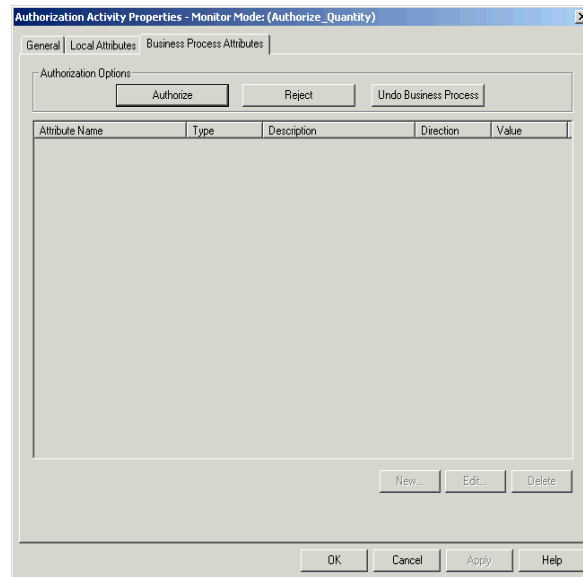 Authorization Activity Properties - Monitor Mode: (Authorize_Quantity)
General Local Attributes Business Process Attributes
Authorization Options
Authorize Reject Undo Business Process
Attribute Name Type Description Direction Value
New... Edit... Delete
OK Cancel Apply Help